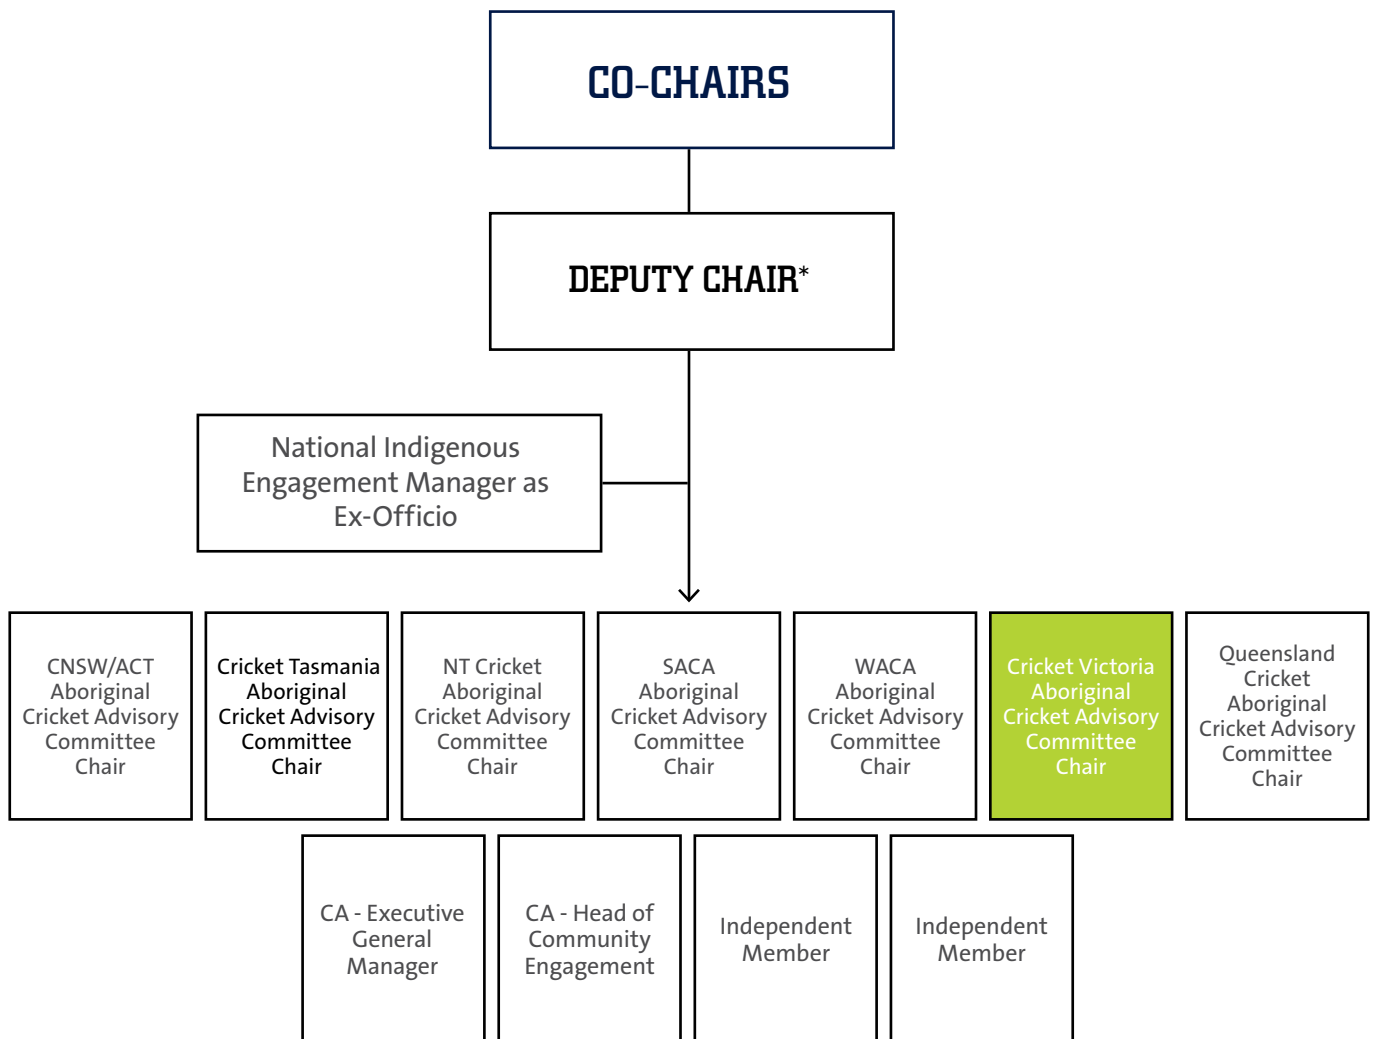 CO-CHAIRS
DEPUTY CHAIR*
National Indigenous
Engagement Manager as
Ex-Officio
CNSW/ACT
Aboriginal
Cricket Advisory
Committee
Chair
Cricket Tasmania
Aboriginal
Cricket Advisory
Committee
Chair
NT Cricket
Aboriginal
Cricket Advisory
Committee
Chair
SACA
Aboriginal
Cricket Advisory
Committee
Chair
WACA
Aboriginal
Cricket Advisory
Committee
Chair
Cricket Victoria
Aboriginal
Cricket Advisory
Committee
Chair
Queensland
Cricket
Aboriginal
Cricket Advisory
Committee
Chair
CA - Executive
General
Manager
CA - Head of
Community
Engagement
Independent
Member
Independent
Member